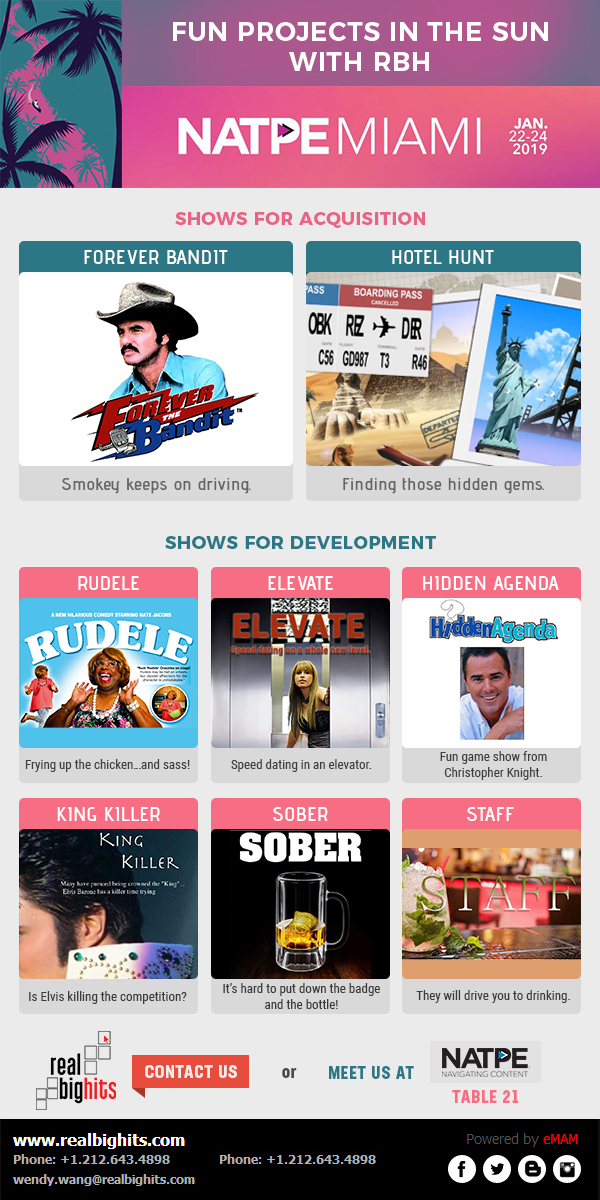 FUN PROJECTS IN THE SUN
WITH RBH
NATPE MIAMI
JAN.
22-24
2019
SHOWS FOR ACQUISITION
FOREVER BANDIT
FOREVER
THE
Bandit™
Smokey keeps on driving.
HOTEL HUNT
PASS
BOARDING PASS
CANCELLED
OBK REZ DER
C56 GD987 T3 R46
Finding those hidden gems.
SHOWS FOR DEVELOPMENT
RUDELE
A NEW HILARIOUS COMEDY STARRING NATE JACOBS
RUDELE
Frying up the chicken...and sass!
ELEVATE
ELEVATE
Speed dating on a whole new level.
Speed dating in an elevator.
HIDDEN AGENDA
HiddenAgenda
Fun game show from
Christopher Knight.
KING KILLER
KING
KILLER
Many have pursued being crowned the "King"...
Elvis Barone has a killer time trying
Is Elvis killing the competition?
SOBER
SOBER
It's hard to put down the badge
and the bottle!
STAFF
STAFF
They will drive you to drinking.
real
bighits
CONTACT US
or
MEET US AT
NATPE
NAVIGATING CONTENT
TABLE 21
www.realbighits.com
Phone: +1.212.643.4898 Phone: +1.212.643.4898
wendy.wang@realbighits.com
Powered by eMAM